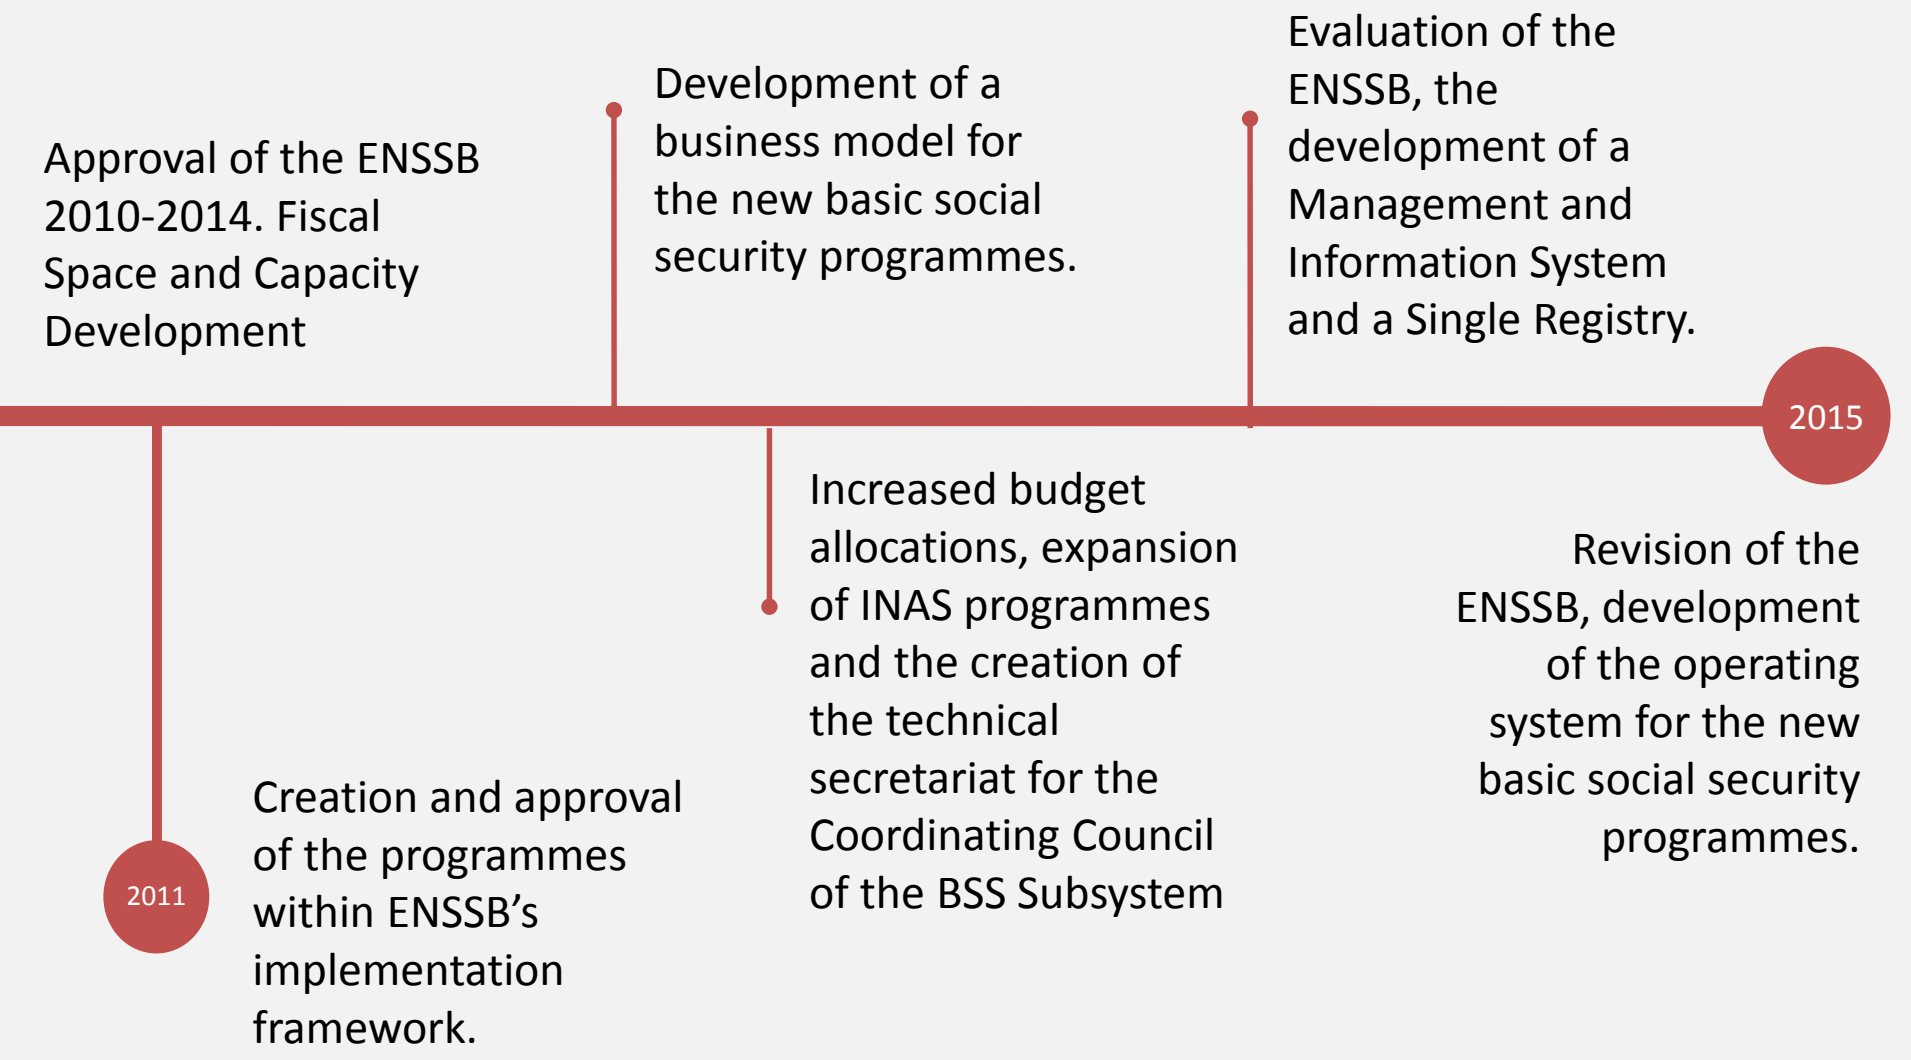 Approval of the ENSSB
2010-2014. Fiscal
Space and Capacity
Development
2011
Creation and approval
of the programmes
within ENSSB’s
implementation
framework.
Development of a
business model for
the new basic social
security programmes.
Increased budget
allocations, expansion
of INAS programmes
and the creation of
the technical
secretariat for the
Coordinating Council
of the BSS Subsystem
Evaluation of the
ENSSB, the
development of a
Management and
Information System
and a Single Registry.
2015
Revision of the
ENSSB, development
of the operating
system for the new
basic social security
programmes.